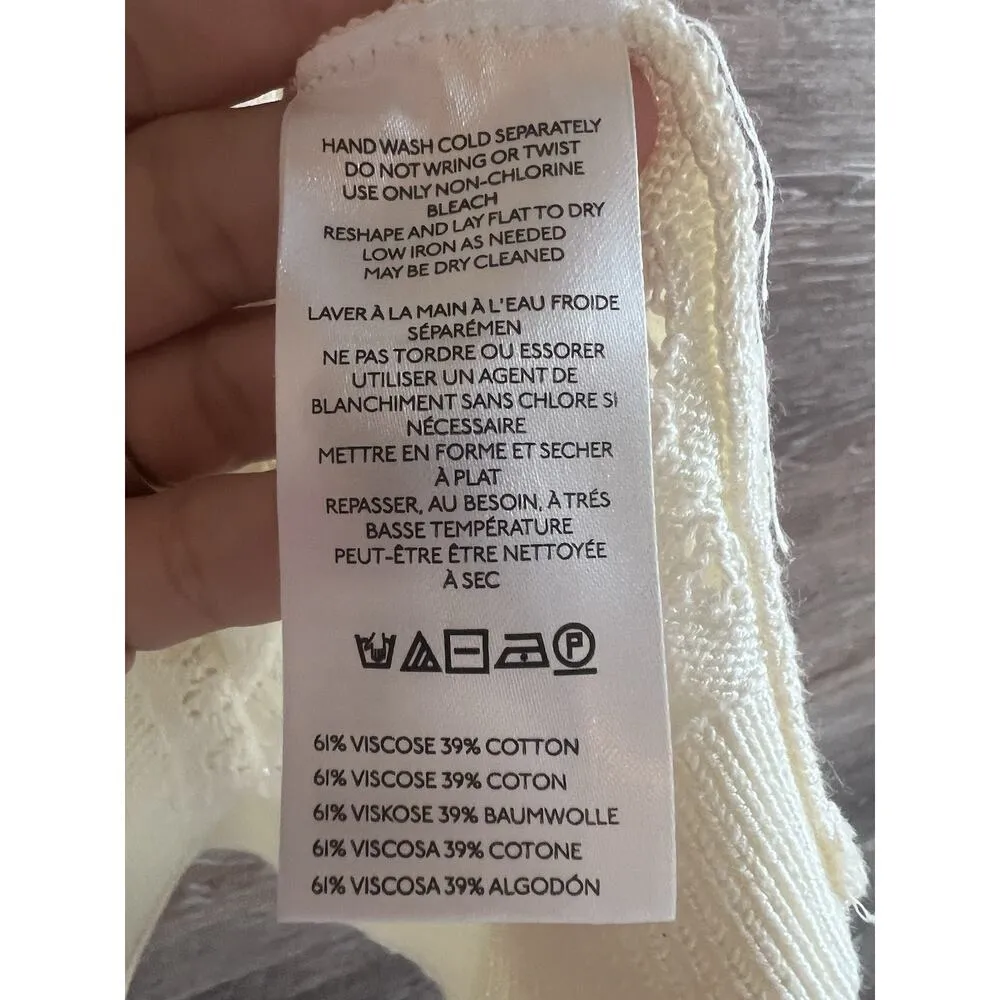 HAND WASH COLD SEPARATELY
DO NOT WRING OR TWIST
USE ONLY NON-CHLORINE
BLEACH
RESHAPE AND LAY FLAT TO DRY
LOW IRON AS NEEDED
MAY BE DRY CLEANED
LAVER À LA MAIN À L'EAU FROIDE
SÉPARÉMEN
NE PAS TORDRE OU ESSORER
UTILISER UN AGENT DE
BLANCHIMENT SANS CHLORE SI
NÉCESSAIRE
METTRE EN FORME ET SECHER
À PLAT
REPASSER, AU BESOIN, À TRÉS
BASSE TEMPÉRATURE
PEUT-ÊTRE ÊTRE NETTOYÉE
À SEC
P
61% VISCOSE 39% COTTON
61% VISCOSE 39% COTON
61% VISKOSE 39% BAUMWOLLE
61% VISCOSA 39% COTONE
61% VISCOSA 39% ALGODÓN